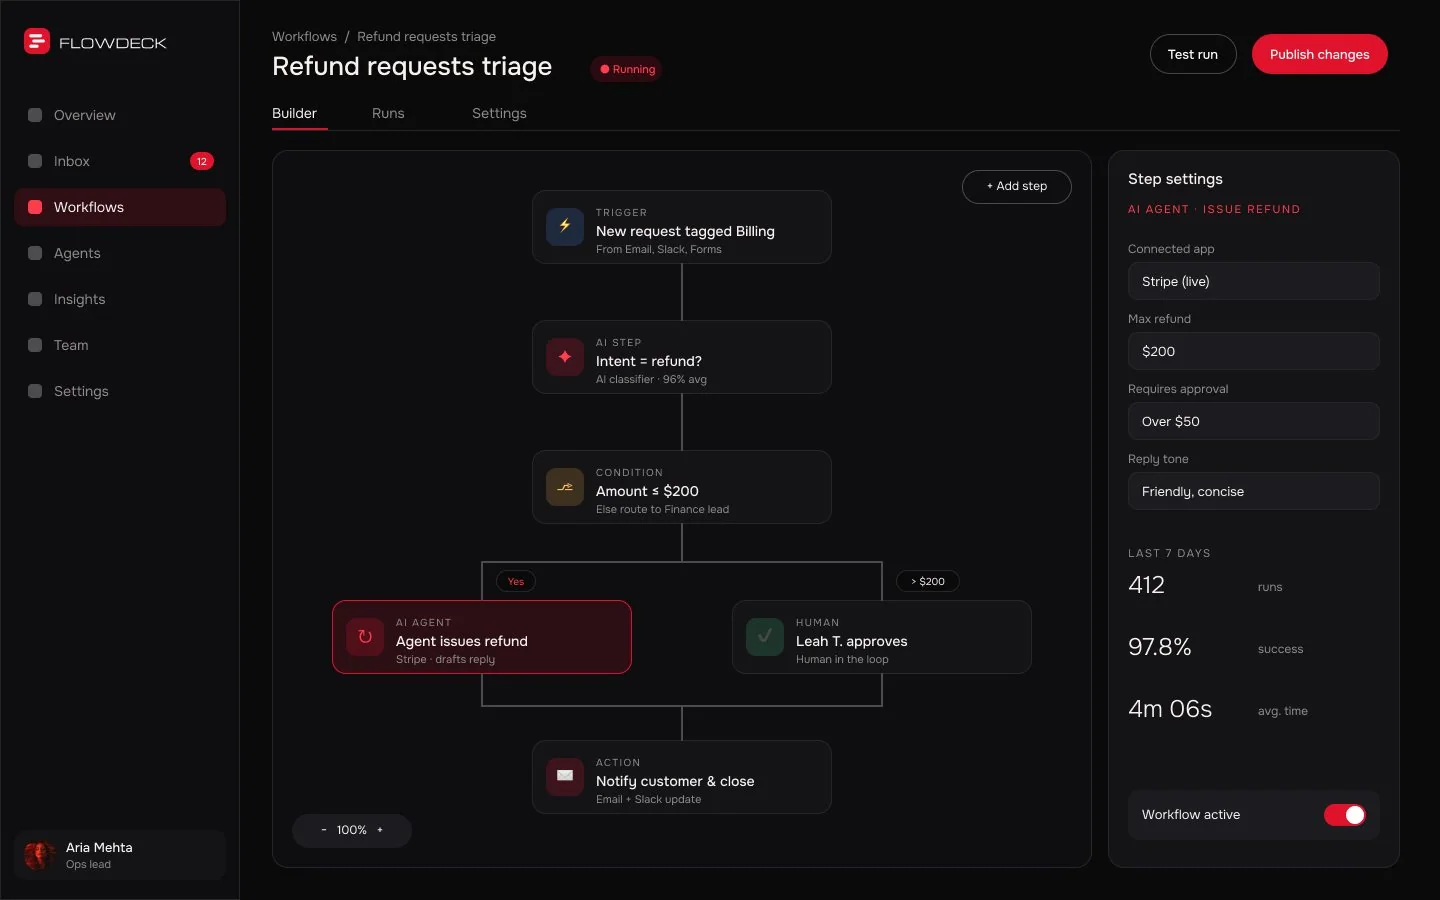 FLOWDECK
Overview
Inbox
12
Workflows
Agents
Insights
Team
Settings
Aria Mehta
Ops lead
Workflows / Refund requests triage
Refund requests triage
Running
Test run
Publish changes
Builder
Runs
Settings
+ Add step
TRIGGER
New request tagged Billing
From Email, Slack, Forms
AI STEP
Intent = refund?
AI classifier · 96% avg
CONDITION
Amount ≤ $200
Else route to Finance lead
Yes
> $200
AI AGENT
Agent issues refund
Stripe · drafts reply
HUMAN
Leah T. approves
Human in the loop
ACTION
Notify customer & close
Email + Slack update
- 100% +
Step settings
AI AGENT · ISSUE REFUND
Connected app
Stripe (live)
Max refund
$200
Requires approval
Over $50
Reply tone
Friendly, concise
LAST 7 DAYS
412 runs
97.8% success
4m 06s avg. time
Workflow active